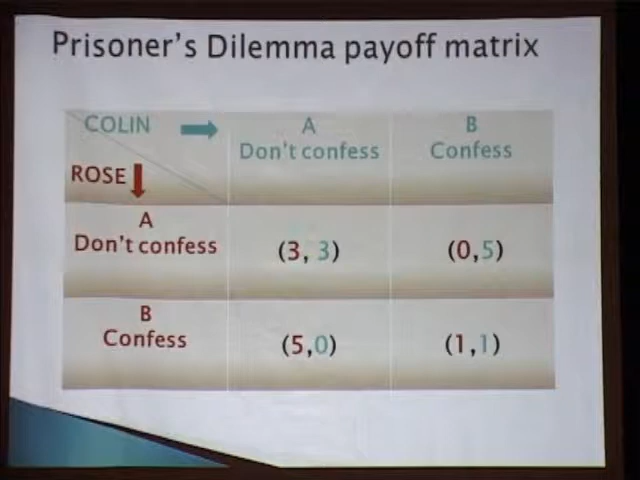 Prisoner's Dilemma payoff matrix
COLIN
A
Don't confess
B
Confess
ROSE
A
Don't confess
(3, 3)
(0,5)
B
Confess
(5,0)
(1,1)